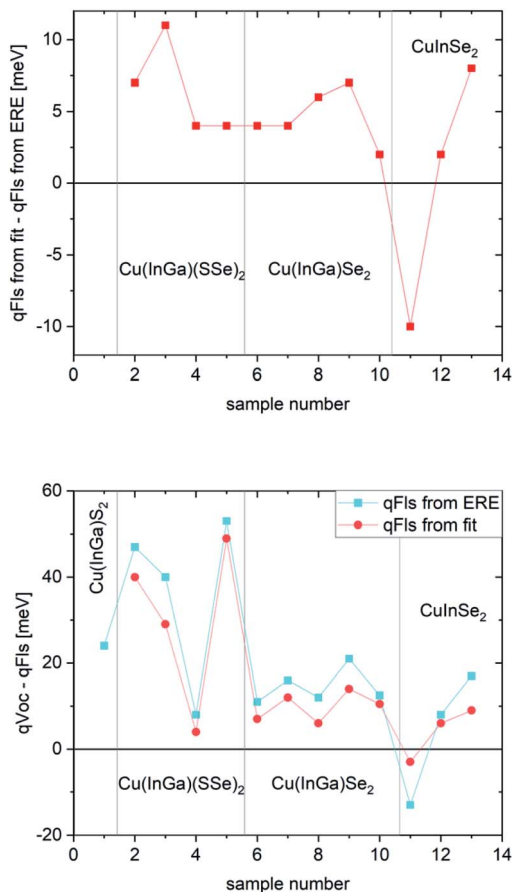 10
5
0
-5
-10
qFls from fit - qFls from ERE [meV]
CuInSe₂
Cu(InGa)(SSe)₂
Cu(InGa)Se₂
0 2 4 6 8 10 12 14
sample number
60
40
20
0
-20
qVoc - qFls [meV]
Cu(InGa)S₂
qFls from ERE
qFls from fit
CuInSe₂
Cu(InGa)(SSe)₂
Cu(InGa)Se₂
0 2 4 6 8 10 12 14
sample number